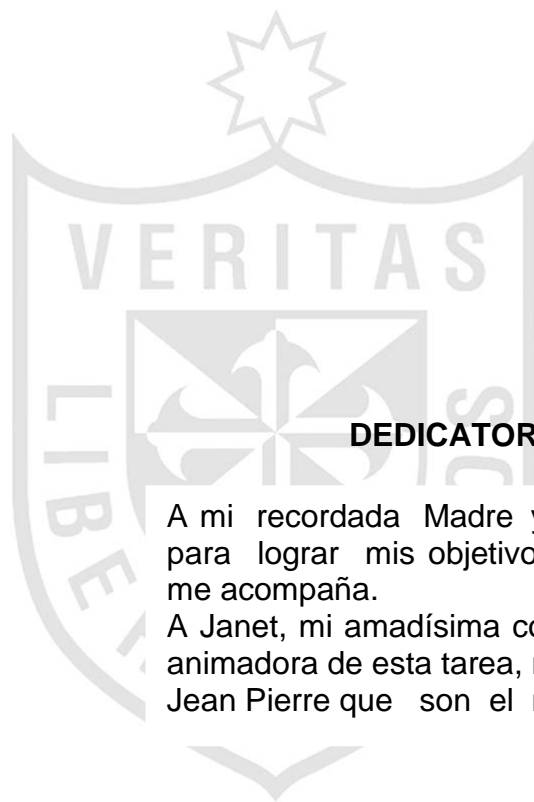 VERITAS
LIBE
DEDICATOR
A mi recordada Madre y
para lograr mis objetivo
me acompaña.
A Janet, mi amadísima co
animadora de esta tarea,
Jean Pierre que son el